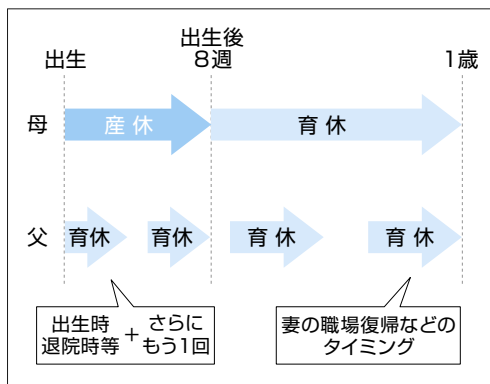 出生
出生後
8週
1歳
母
産休
育休
父
育休
育休
育休
育休
出生時
退院時等
+
さらに
もう1回
妻の職場復帰などの
タイミング